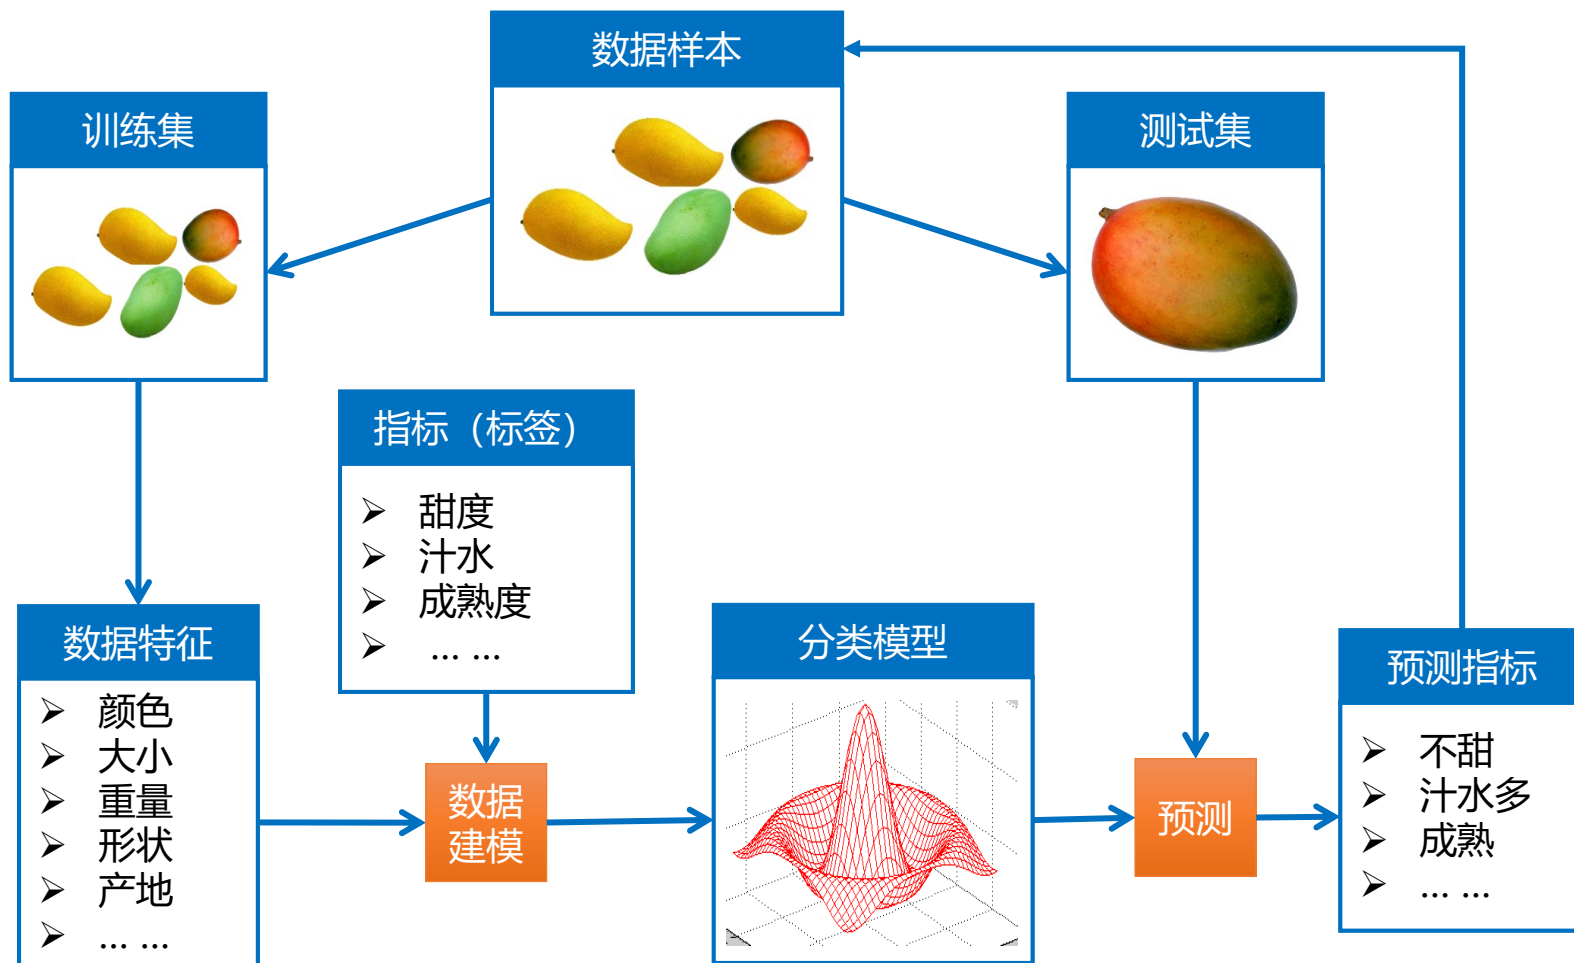 数据样本
训练集
测试集
指标（标签）
➢ 甜度
➢ 汁水
➢ 成熟度
➢ ... ...
数据特征
➢ 颜色
➢ 大小
➢ 重量
➢ 形状
➢ 产地
➢ ... ...
数据
建模
分类模型
预测
预测指标
➢ 不甜
➢ 汁水多
➢ 成熟
➢ ... ...